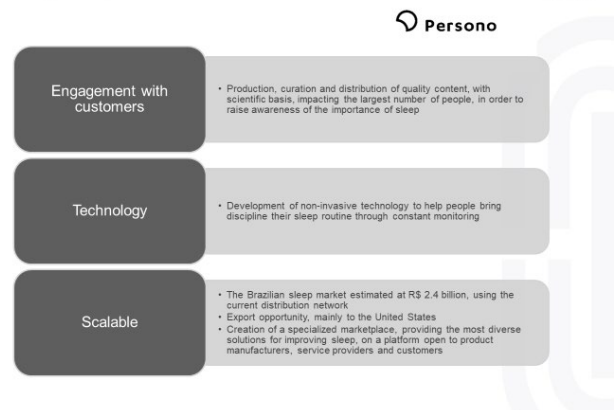 Persono
Engagement with
customers
• Production, curation and distribution of quality content, with
scientific basis, impacting the largest number of people, in order to
raise awareness of the importance of sleep
Technology
• Development of non-invasive technology to help people bring
discipline their sleep routine through constant monitoring
Scalable
• The Brazilian sleep market estimated at R$ 2.4 billion, using the
current distribution network
• Export opportunity, mainly to the United States
• Creation of a specialized marketplace, providing the most diverse
solutions for improving sleep, on a platform open to product
manufacturers, service providers and customers